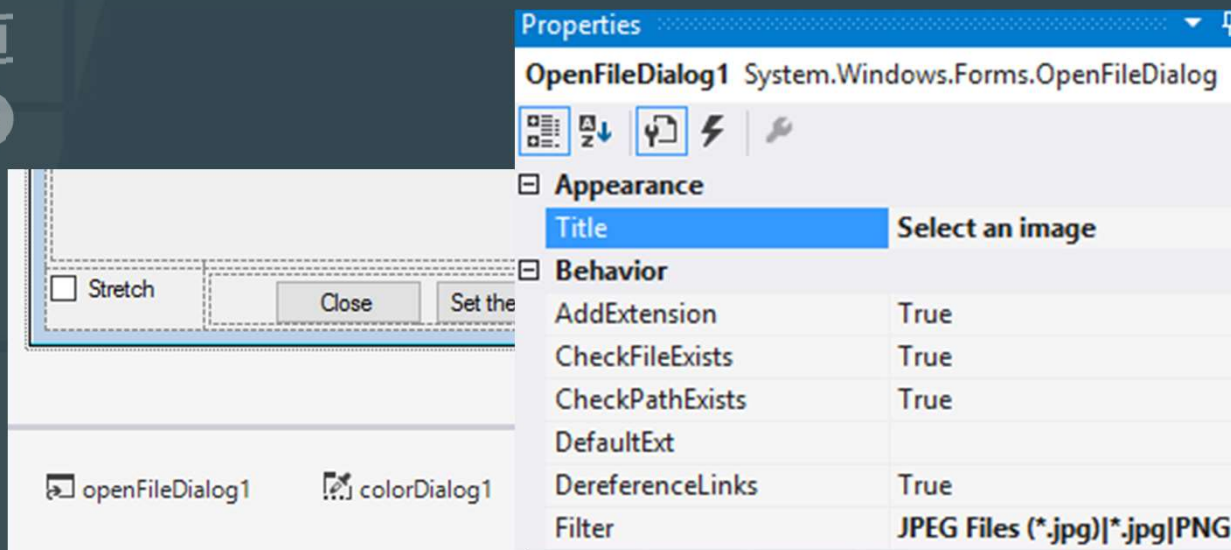 Properties
OpenFileDialog1 System.Windows.Forms.OpenFileDialog
Appearance
Title Select an image
Behavior
AddExtension True
CheckFileExists True
CheckPathExists True
DefaultExt
DereferenceLinks True
Filter JPEG Files (*.jpg)|*.jpg|PNG
Stretch
Close
Set the
openFileDialog1
colorDialog1